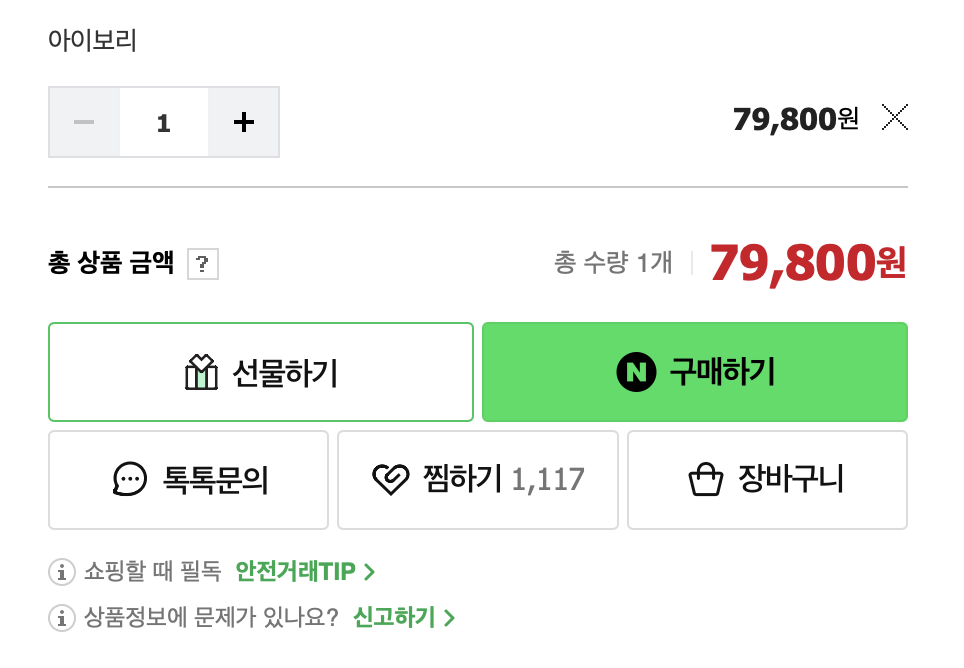 아이보리
− 1 + 79,800원 ×
총 상품 금액 ? 총 수량 1개 | 79,800원
선물하기 N 구매하기
톡톡문의 찜하기 1,117 장바구니
i 쇼핑할 때 필독 안전거래TIP >
i 상품정보에 문제가 있나요? 신고하기 >